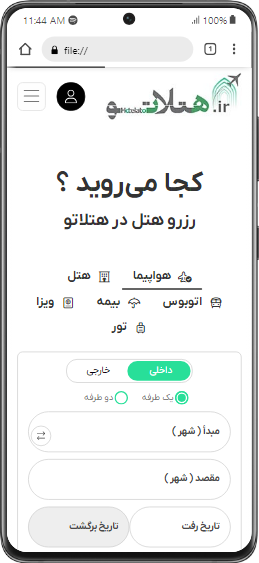 11:44 AM
100%
file://
1
هتلاتو.ir
Hotelato
کجا می‌روید ؟
رزرو هتل در هتلاتو
هواپیما هتل
اتوبوس بیمه ویزا
تور
داخلی خارجی
یک طرفه دو طرفه
مبدأ ( شهر )
مقصد ( شهر )
تاریخ رفت تاریخ برگشت